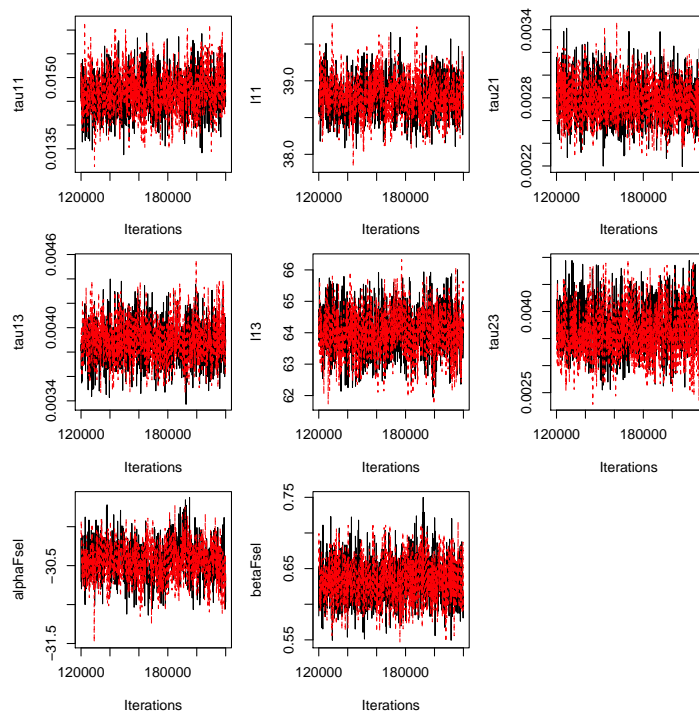 tau11
0.0135
0.0150
120000
180000
Iterations
l11
38.0
39.0
120000
180000
Iterations
tau21
0.0022
0.0028
0.0034
120000
180000
Iterations
tau13
0.0034
0.0040
0.0046
120000
180000
Iterations
l13
62
63
64
65
66
120000
180000
Iterations
tau23
0.0025
0.0040
120000
180000
Iterations
alphaFsel
-31.5
-30.5
120000
180000
Iterations
betaFsel
0.55
0.65
0.75
120000
180000
Iterations